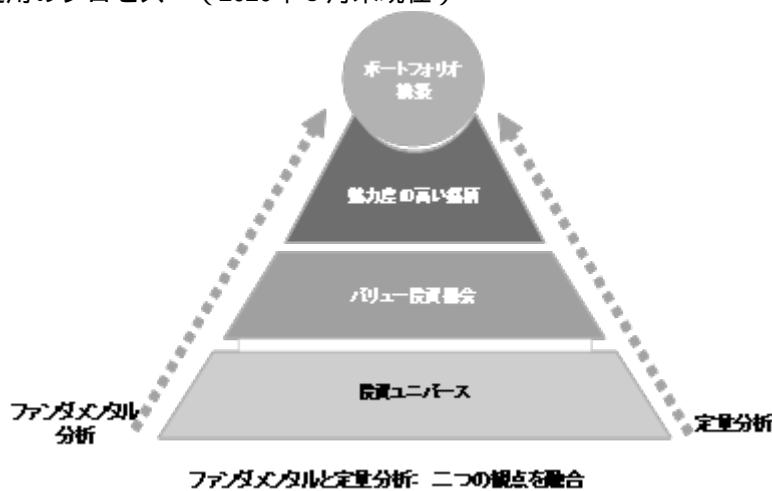 ポートフォリオ
構築
魅力度の高い銘柄
バリュー投資機会
投資ユニバース
ファンダメンタル
分析
定量分析
ファンダメンタルと定量分析：二つの観点を融合